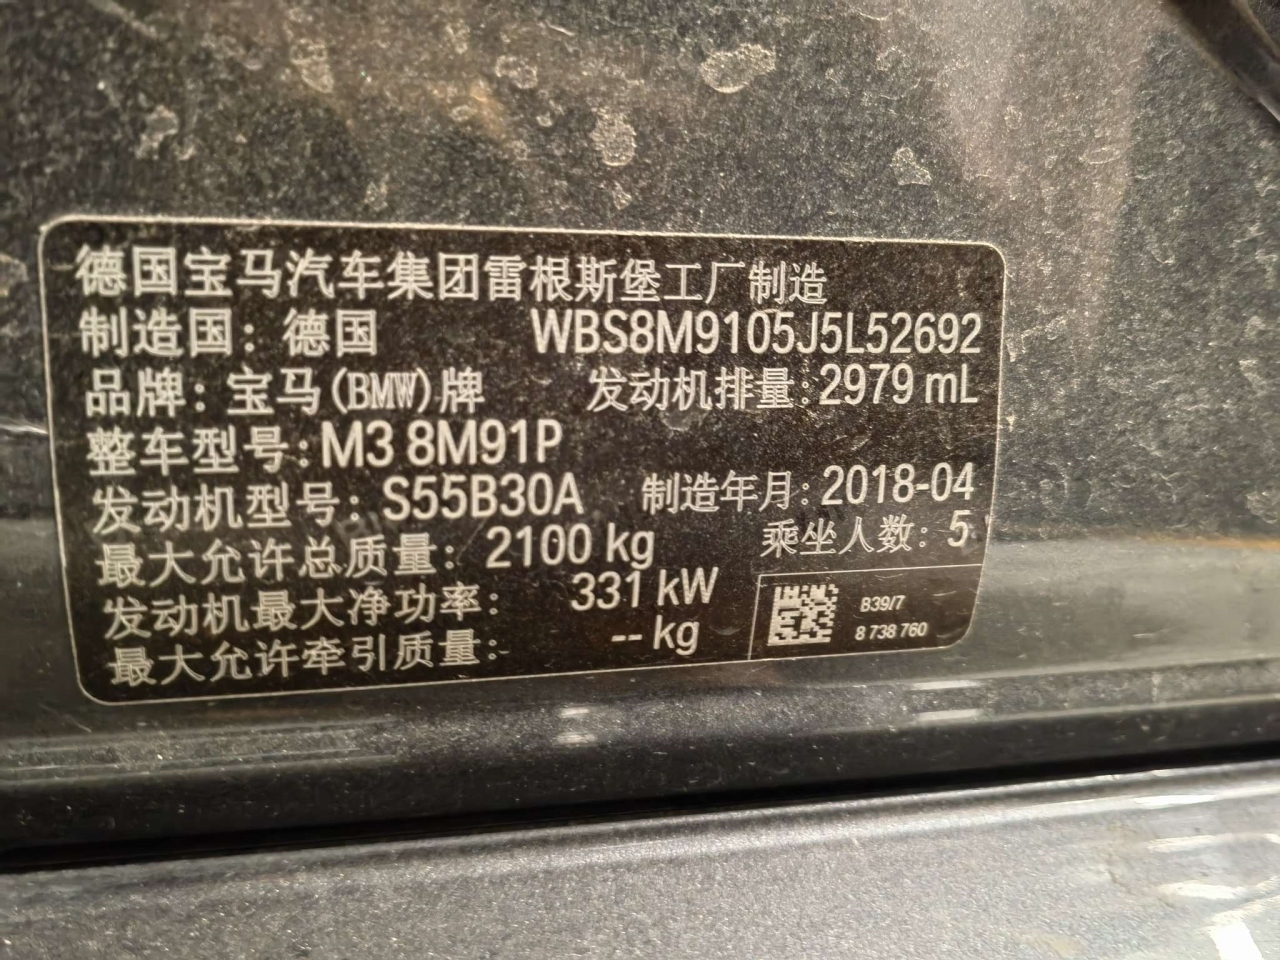 德国宝马汽车集团雷根斯堡工厂制造
制造国：德国 WBS8M9105J5L52692
品牌：宝马(BMW)牌 发动机排量：2979 mL
整车型号：M3 8M91P
发动机型号：S55B30A 制造年月：2018-04
最大允许总质量：2100 kg 乘坐人数：5
发动机最大净功率：331 kW
最大允许牵引质量：-- kg
B39/7
8 738 760